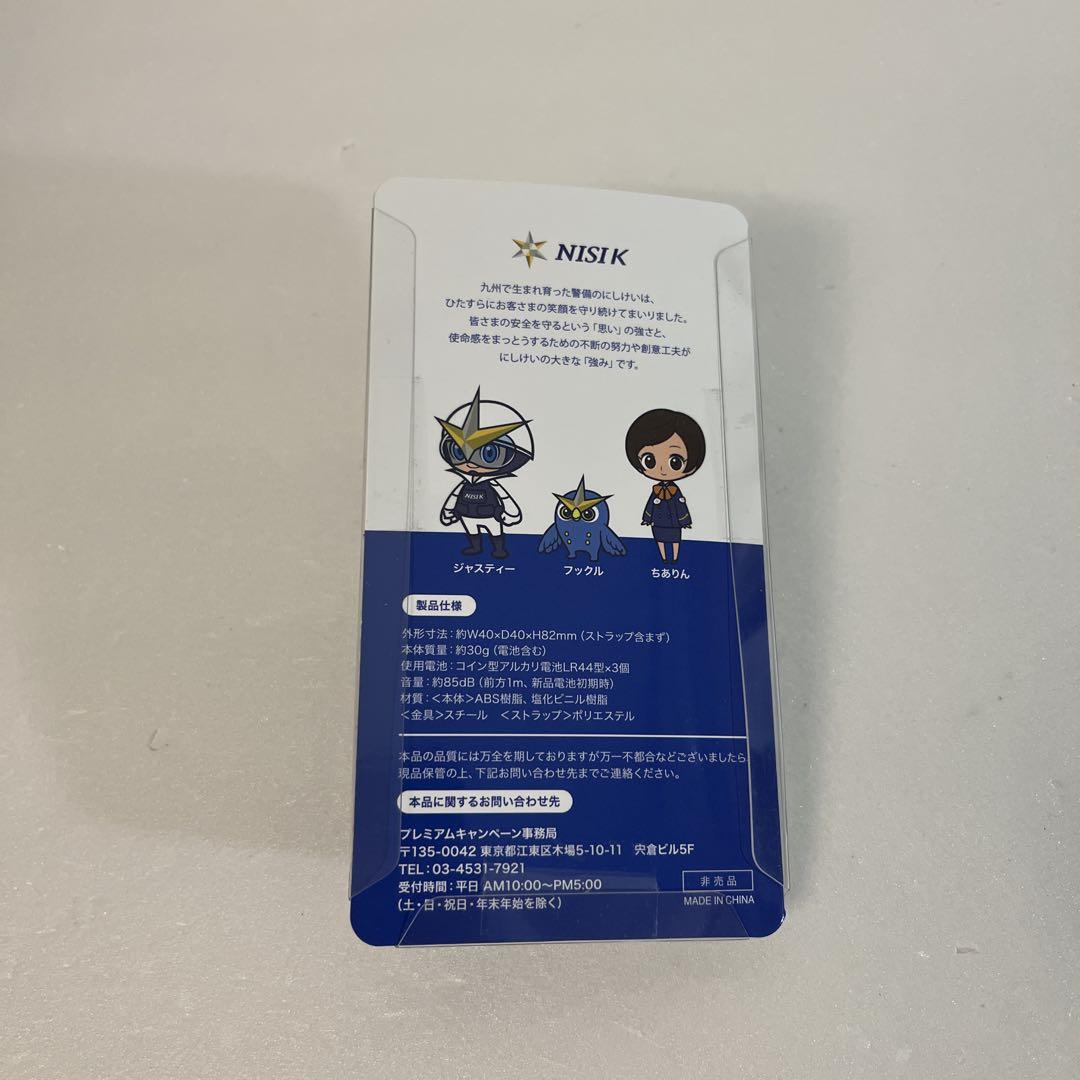 NISI K
九州で生まれ育った警備のにしけいは、
ひたすらにお客さまの笑顔を守り続けてまいりました。
皆さまの安全を守るという「思い」の強さと、
使命感をまっとうするための不断の努力や創意工夫が
にしけいの大きな「強み」です。
NISI K
ジャスティー
フックル
ちありん
製品仕様
外形寸法：約W40×D40×H82mm（ストラップ含まず）
本体質量：約30g（電池含む）
使用電池：コイン型アルカリ電池LR44型×3個
音量：約85dB（前方1m、新品電池初期時）
材質：＜本体＞ABS樹脂、塩化ビニル樹脂
＜金具＞スチール　＜ストラップ＞ポリエステル
本品の品質には万全を期しておりますが万一不都合などございましたら、
現品保管の上、下記お問い合わせ先までご連絡ください。
本品に関するお問い合わせ先
プレミアムキャンペーン事務局
〒135-0042 東京都江東区木場5-10-11　宍倉ビル5F
TEL：03-4531-7921
受付時間：平日 AM10:00～PM5:00
（土・日・祝日・年末年始を除く）
非売品
MADE IN CHINA